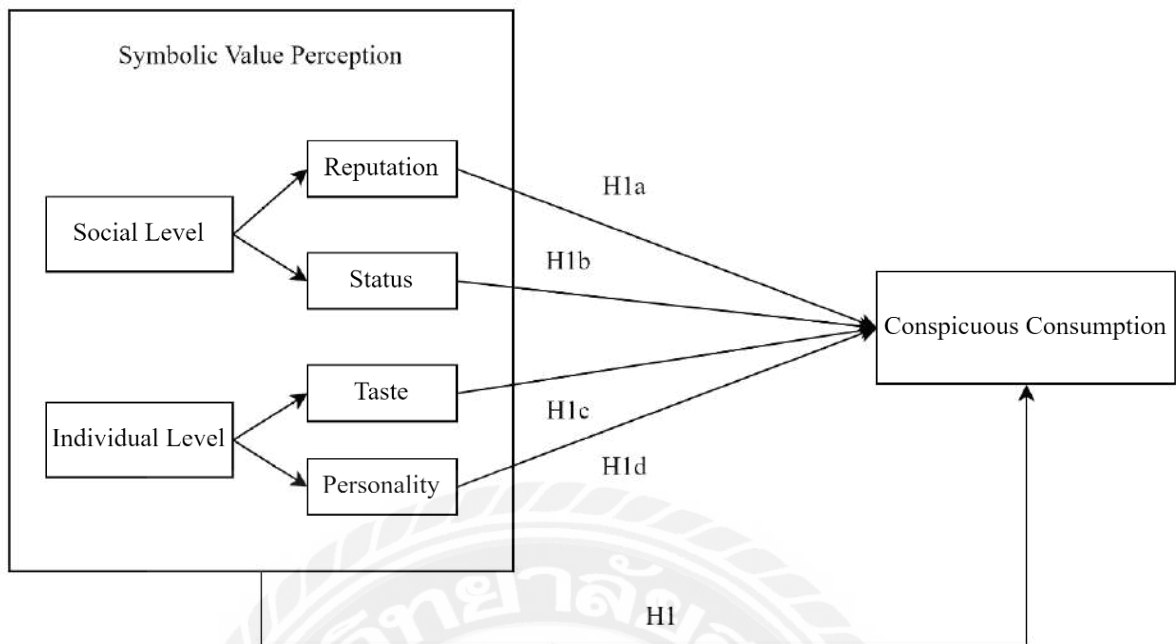 Symbolic Value Perception
Reputation
H1a
Social Level
H1b
Status
Conspicuous Consumption
Taste
H1c
Individual Level
H1d
Personality
H1